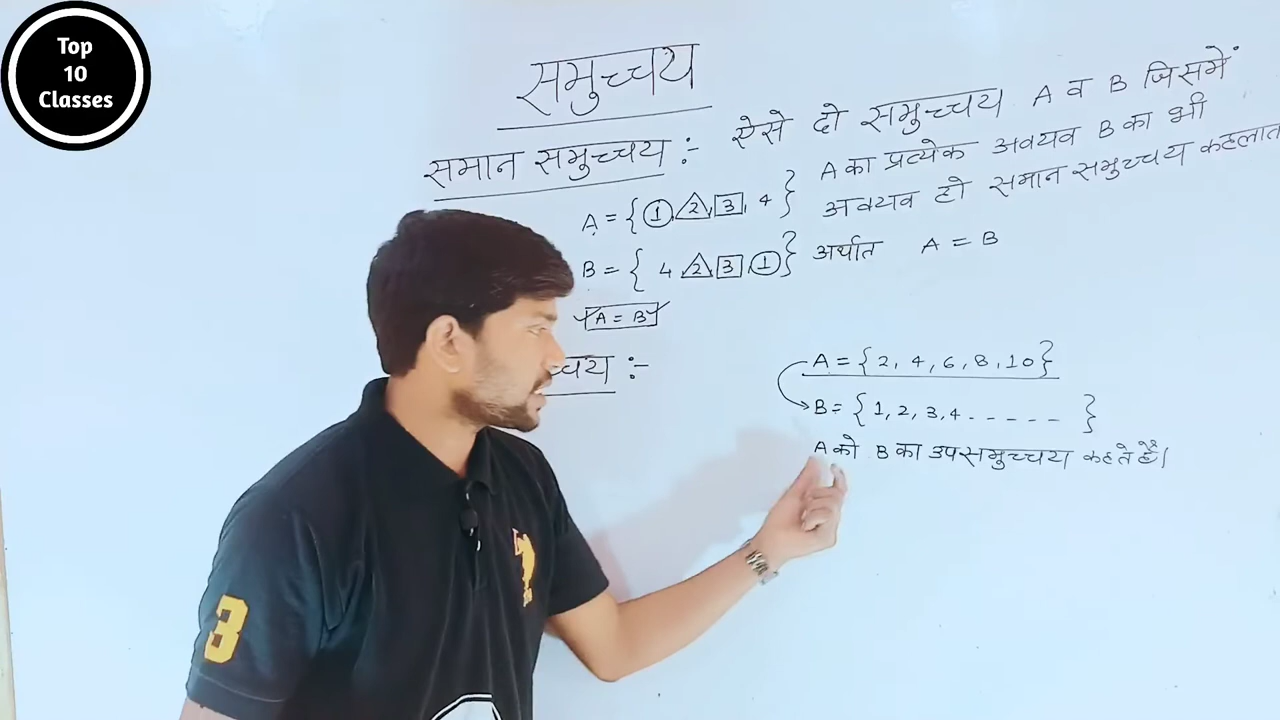 Top
10
Classes
समुच्चय
समान समुच्चय :- ऐसे दो समुच्चय A व B जिसमें
A का प्रत्येक अवयव B का भी
अवयव हो समान समुच्चय कहलात
A = { 1, 2, 3, 4 }
B = { 4 2 3 1 } अर्थात A = B
A = B
च्चय :-
A = { 2, 4, 6, 8, 10 }
B = { 1, 2, 3, 4 - - - - - }
A को B का उपसमुच्चय कहते है।
3